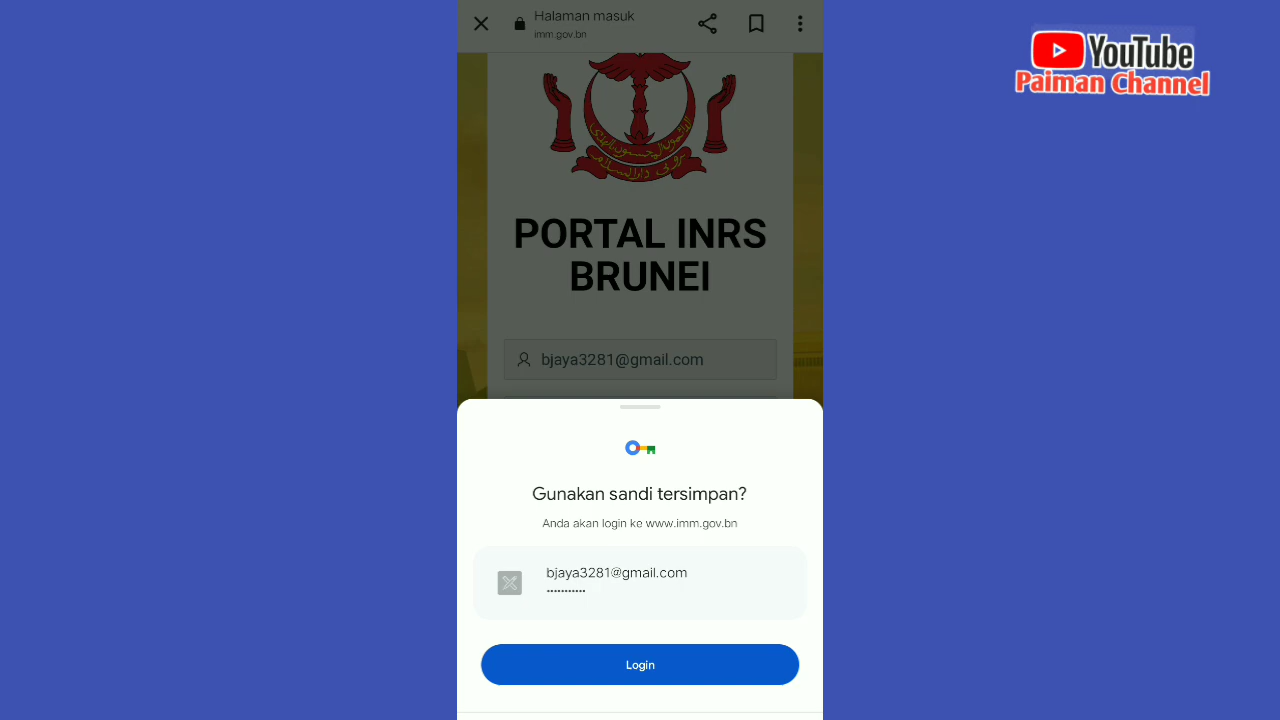 Halaman masuk
imm.gov.bn
YouTube
Paiman Channel
PORTAL INRS
BRUNEI
bjaya3281@gmail.com
Gunakan sandi tersimpan?
Anda akan login ke www.imm.gov.bn
bjaya3281@gmail.com
•••••••••••
Login